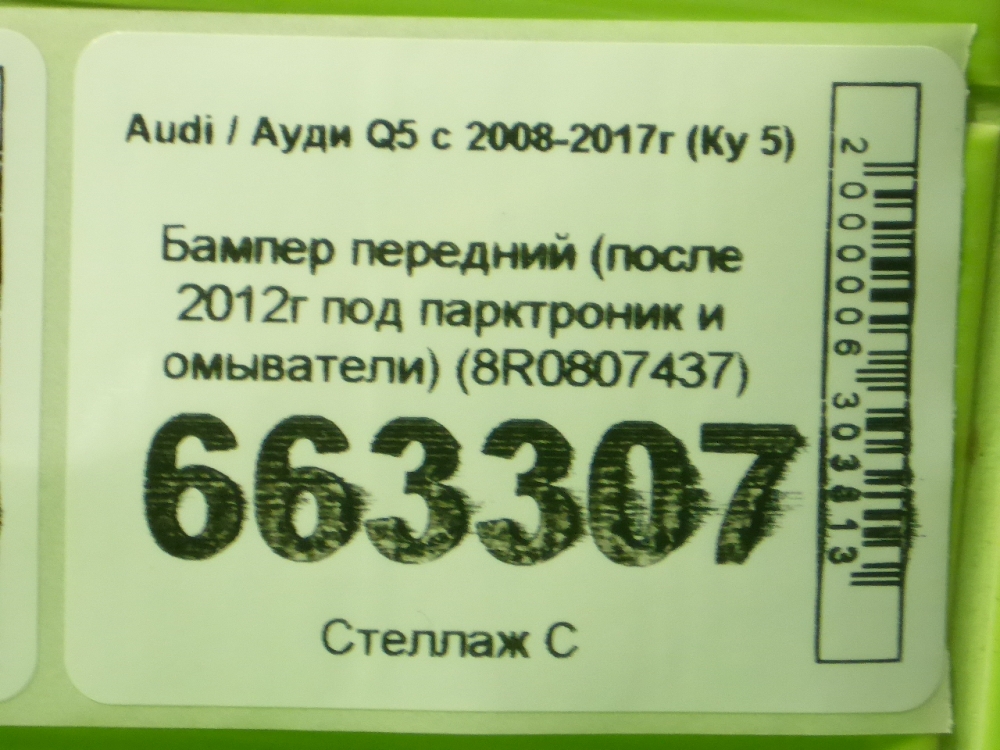 Audi / Ауди Q5 с 2008-2017г (Ку 5)
Бампер передний (после
2012г под парктроник и
омыватели) (8R0807437)
663307
Стеллаж С
2000006303813